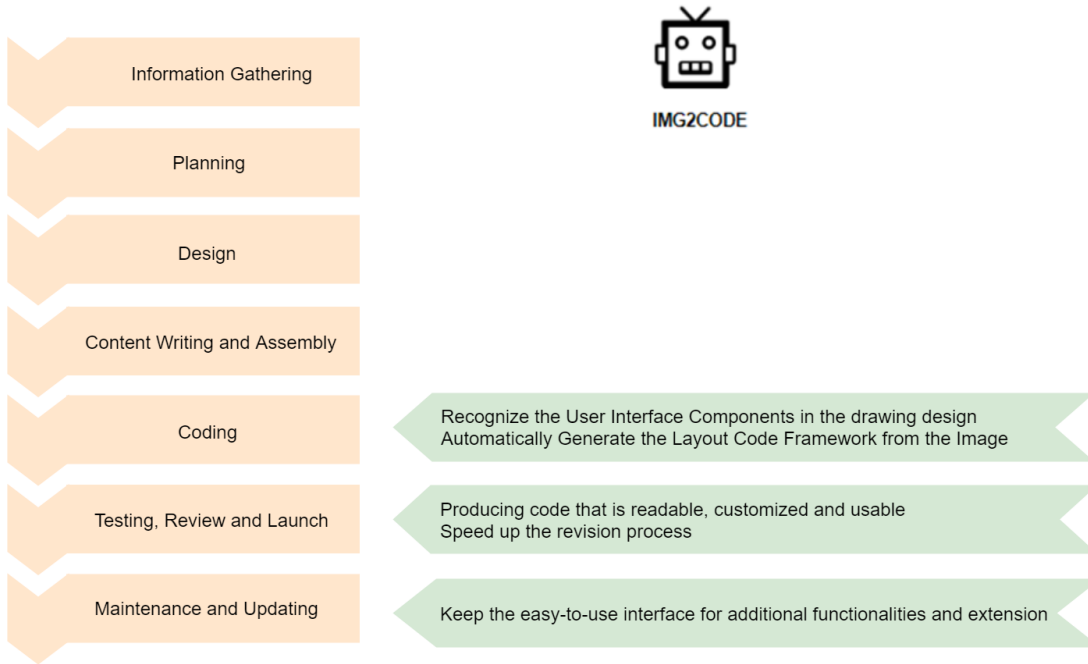 IMG2CODE
Information Gathering
Planning
Design
Content Writing and Assembly
Coding
Recognize the User Interface Components in the drawing design
Automatically Generate the Layout Code Framework from the Image
Testing, Review and Launch
Producing code that is readable, customized and usable
Speed up the revision process
Maintenance and Updating
Keep the easy-to-use interface for additional functionalities and extension